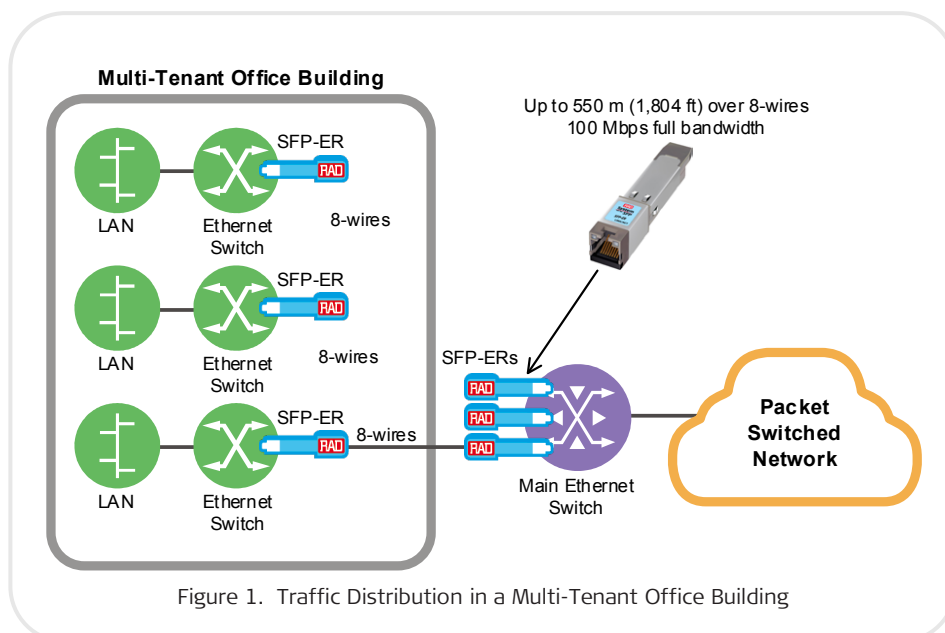 Multi-Tenant Office Building
Up to 550 m (1,804 ft) over 8-wires
100 Mbps full bandwidth
SFP-ER
RAD
LAN
Ethernet
Switch
8-wires
SFP-ER
RAD
LAN
Ethernet
Switch
8-wires
SFP-ERs
RAD
RAD
RAD
SFP-ER
RAD
8-wires
LAN
Ethernet
Switch
Main Ethernet
Switch
Packet
Switched
Network
Figure 1. Traffic Distribution in a Multi-Tenant Office Building